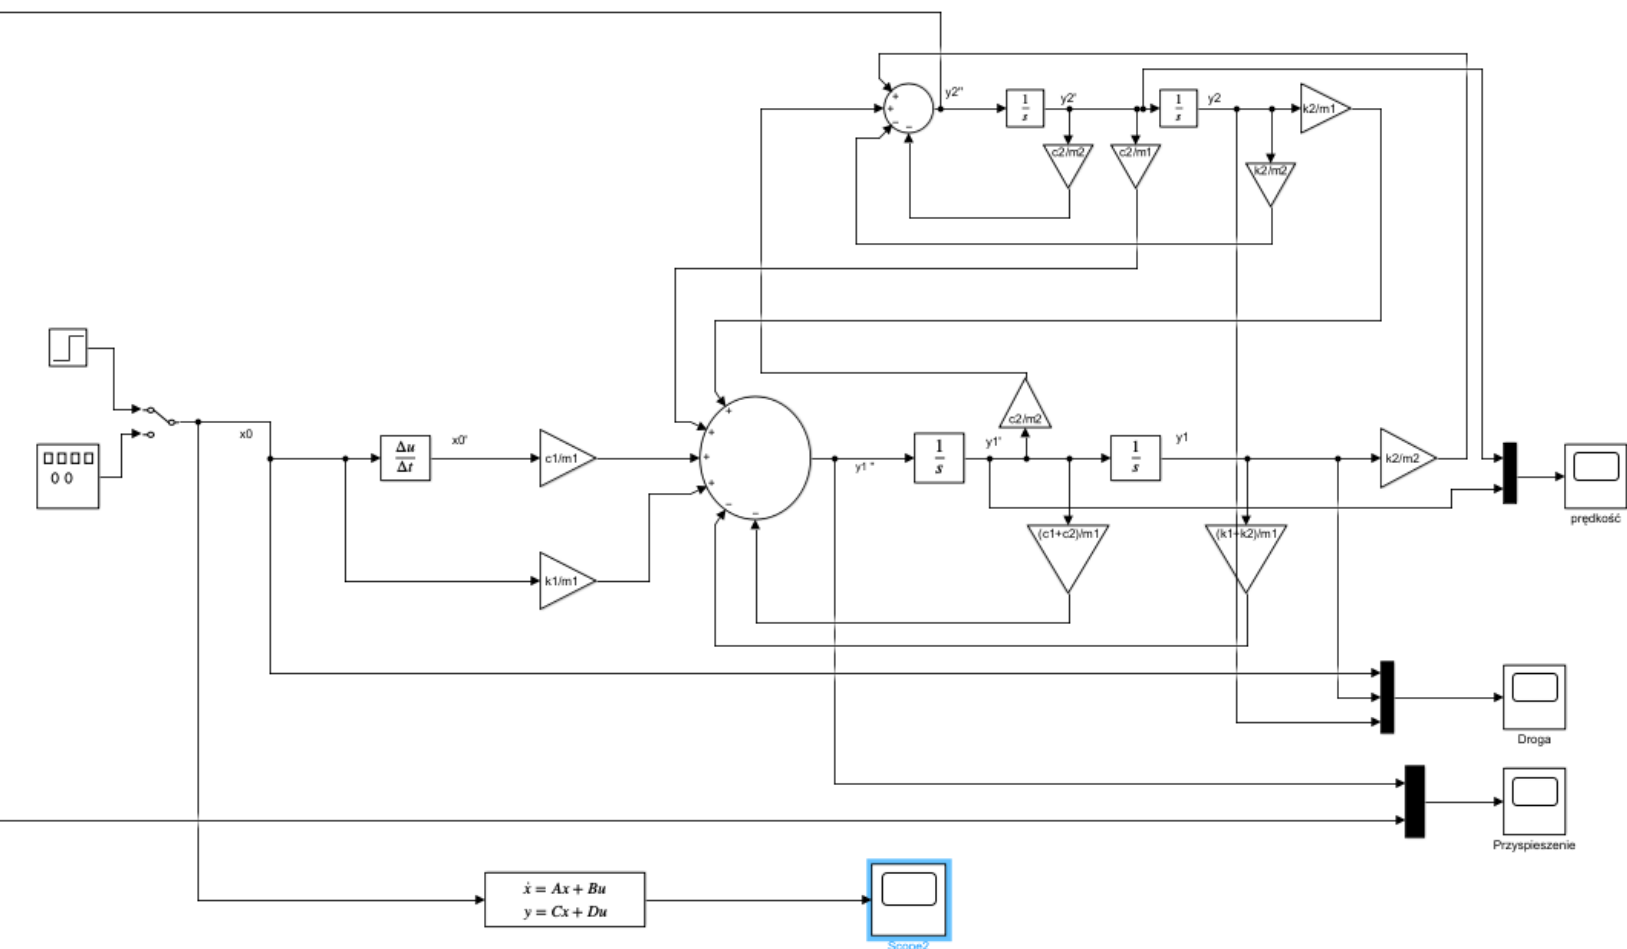 y2''
1
s
y2'
1
s
y2
k2/m1
c2/m2
c2/m1
k2/m2
x0
Δu
Δt
x0'
c1/m1
y1 "
1
s
y1'
c2/m2
1
s
y1
k2/m2
prędkość
(c1+c2)/m1
(k1+k2)/m1
k1/m1
Droga
Przyspieszenie
ẋ = Ax + Bu
y = Cx + Du
Scope2